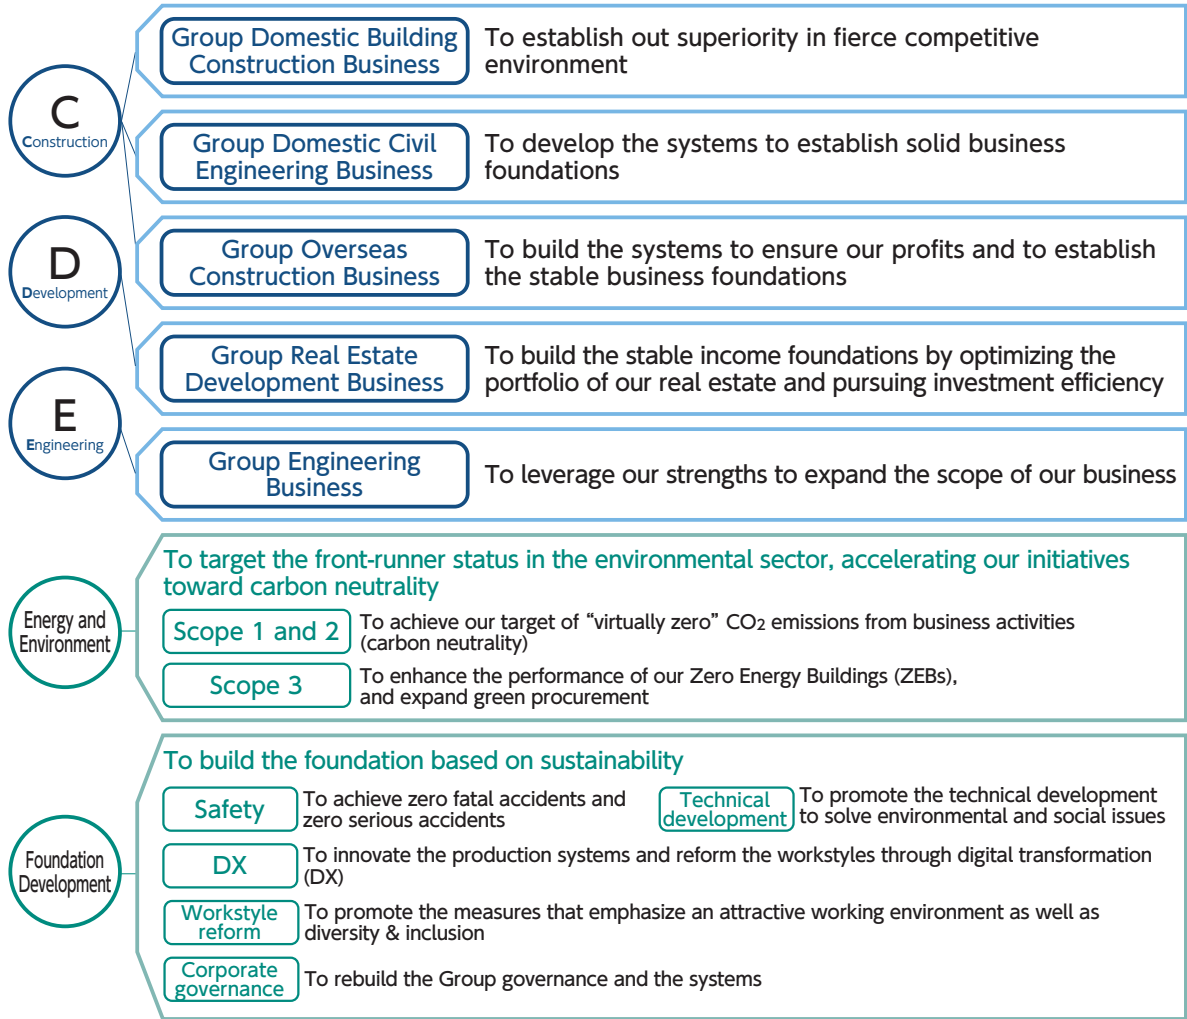 C
Construction
Group Domestic Building
Construction Business
To establish out superiority in fierce competitive
environment
Group Domestic Civil
Engineering Business
To develop the systems to establish solid business
foundations
Group Overseas
Construction Business
To build the systems to ensure our profits and to establish
the stable business foundations
D
Development
Group Real Estate
Development Business
To build the stable income foundations by optimizing the
portfolio of our real estate and pursuing investment efficiency
E
Engineering
Group Engineering
Business
To leverage our strengths to expand the scope of our business
Energy and
Environment
To target the front-runner status in the environmental sector, accelerating our initiatives
toward carbon neutrality
Scope 1 and 2
To achieve our target of “virtually zero” CO2 emissions from business activities
(carbon neutrality)
Scope 3
To enhance the performance of our Zero Energy Buildings (ZEBs),
and expand green procurement
Foundation
Development
To build the foundation based on sustainability
Safety
To achieve zero fatal accidents and
zero serious accidents
Technical
development
To promote the technical development
to solve environmental and social issues
DX
To innovate the production systems and reform the workstyles through digital transformation
(DX)
Workstyle
reform
To promote the measures that emphasize an attractive working environment as well as
diversity & inclusion
Corporate
governance
To rebuild the Group governance and the systems